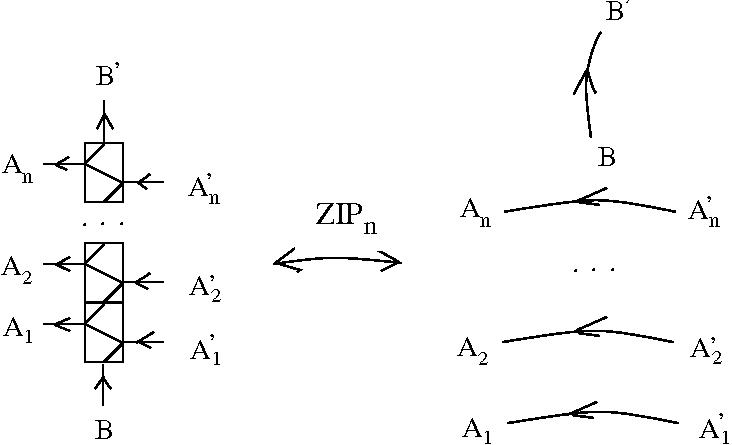 B'
A_n A'_n
. . .
A_2 A'_2
A_1 A'_1
B
ZIP_n
B'
B
A_n A'_n
. . .
A_2 A'_2
A_1 A'_1